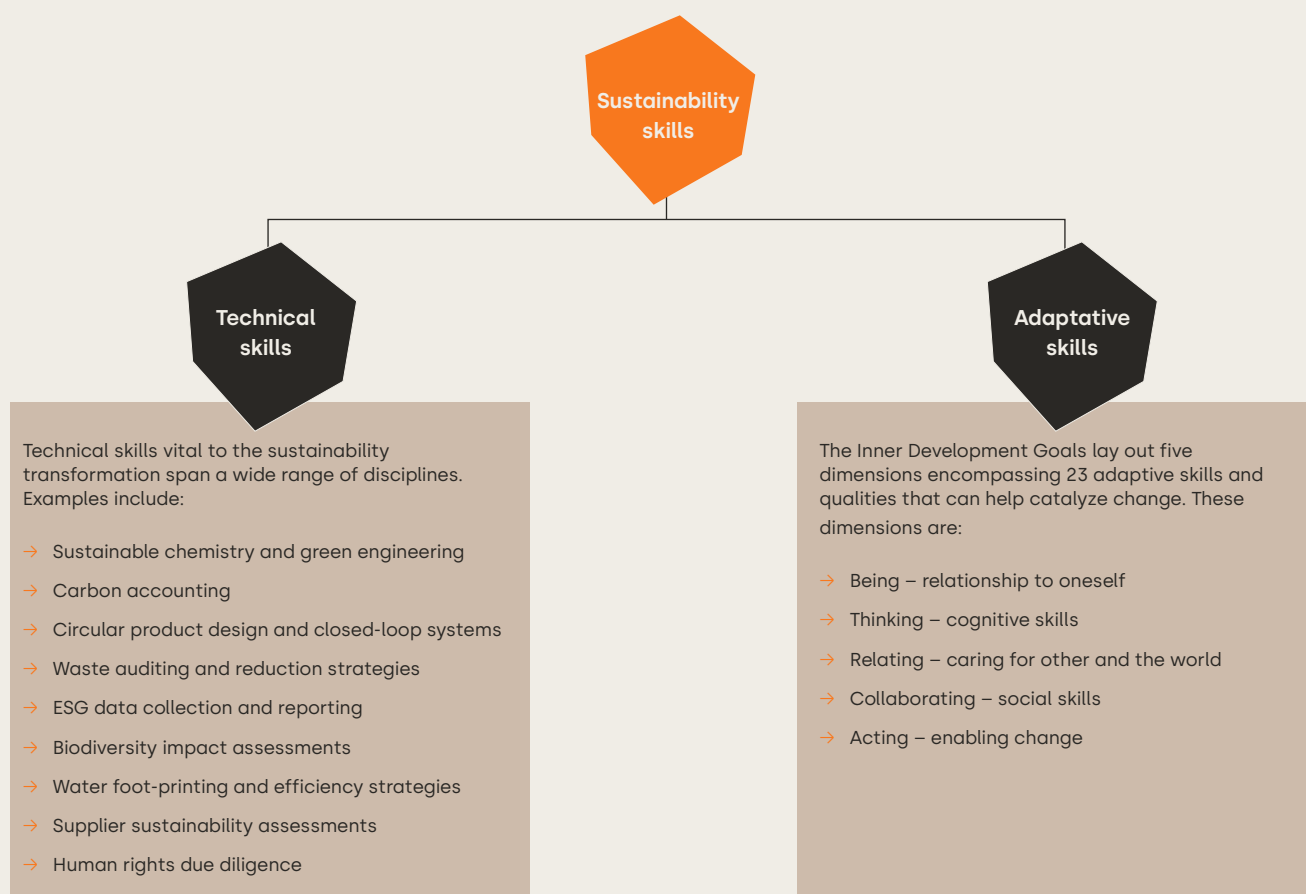 Sustainability
skills
Technical
skills
Technical skills vital to the sustainability
transformation span a wide range of disciplines.
Examples include:
→ Sustainable chemistry and green engineering
→ Carbon accounting
→ Circular product design and closed-loop systems
→ Waste auditing and reduction strategies
→ ESG data collection and reporting
→ Biodiversity impact assessments
→ Water foot-printing and efficiency strategies
→ Supplier sustainability assessments
→ Human rights due diligence
Adaptative
skills
The Inner Development Goals lay out five
dimensions encompassing 23 adaptive skills and
qualities that can help catalyze change. These
dimensions are:
→ Being – relationship to oneself
→ Thinking – cognitive skills
→ Relating – caring for other and the world
→ Collaborating – social skills
→ Acting – enabling change